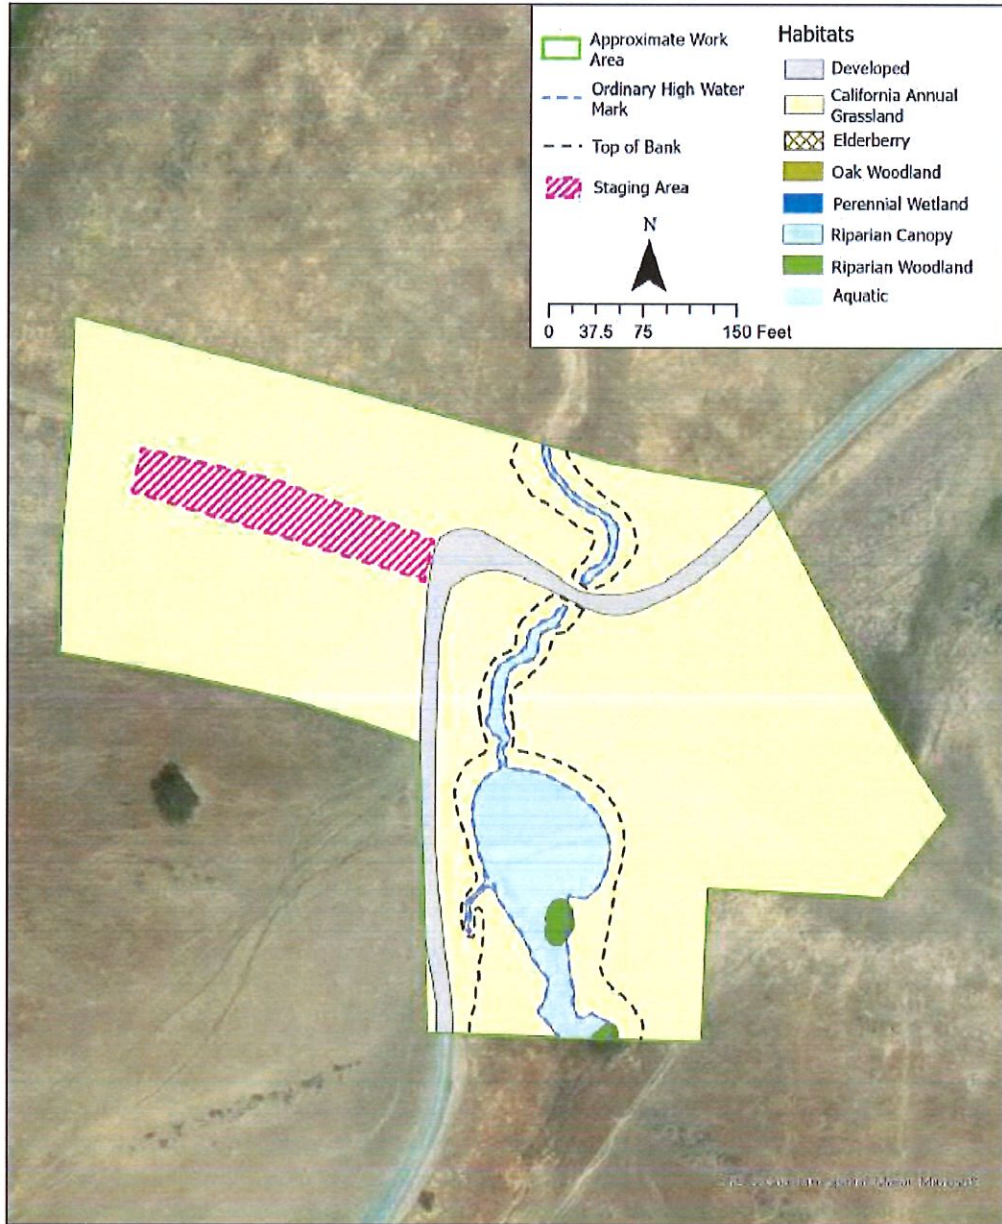 Approximate Work
Area
Ordinary High Water
Mark
Top of Bank
Staging Area
N
0 37.5 75 150 Feet
Habitats
Developed
California Annual
Grassland
Elderberry
Oak Woodland
Perennial Wetland
Riparian Canopy
Riparian Woodland
Aquatic
Microsoft